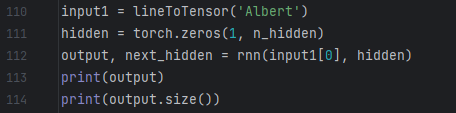 110 input1 = lineToTensor('Albert')
111 hidden = torch.zeros(1, n_hidden)
112 output, next_hidden = rnn(input1[0], hidden)
113 print(output)
114 print(output.size())